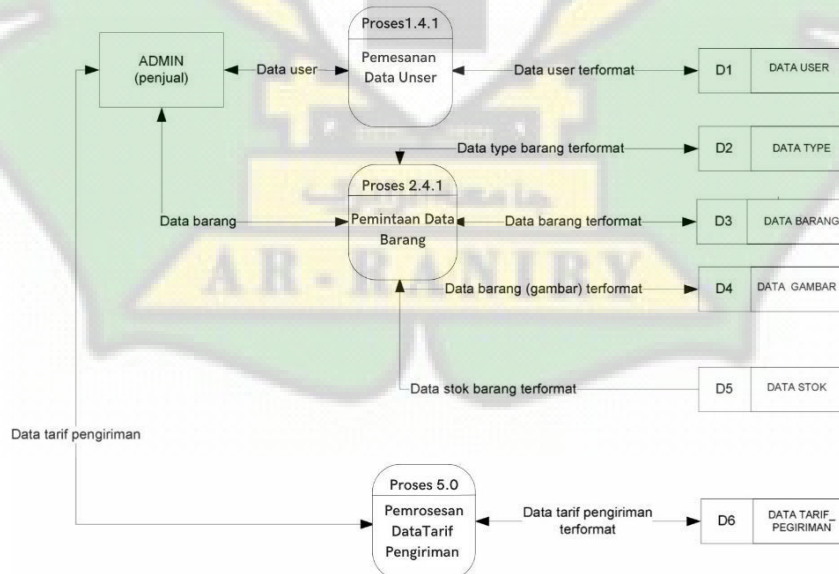 Proses1.4.1
ADMIN
(penjual)
Data user
Pemesanan
Data Unser
Data user terformat
D1
DATA USER
Data type barang terformat
D2
DATA TYPE
Proses 2.4.1
Data barang
Pemintaan Data
Barang
Data barang terformat
D3
DATA BARANG
AR-RANIRY
Data barang (gambar) terformat
D4
DATA GAMBAR
Data stok barang terformat
D5
DATA STOK
Data tarif pengiriman
Proses 5.0
Pemrosesan
DataTarif
Pengiriman
Data tarif pengiriman
terformat
D6
DATA TARIF_
PEGIRIMAN